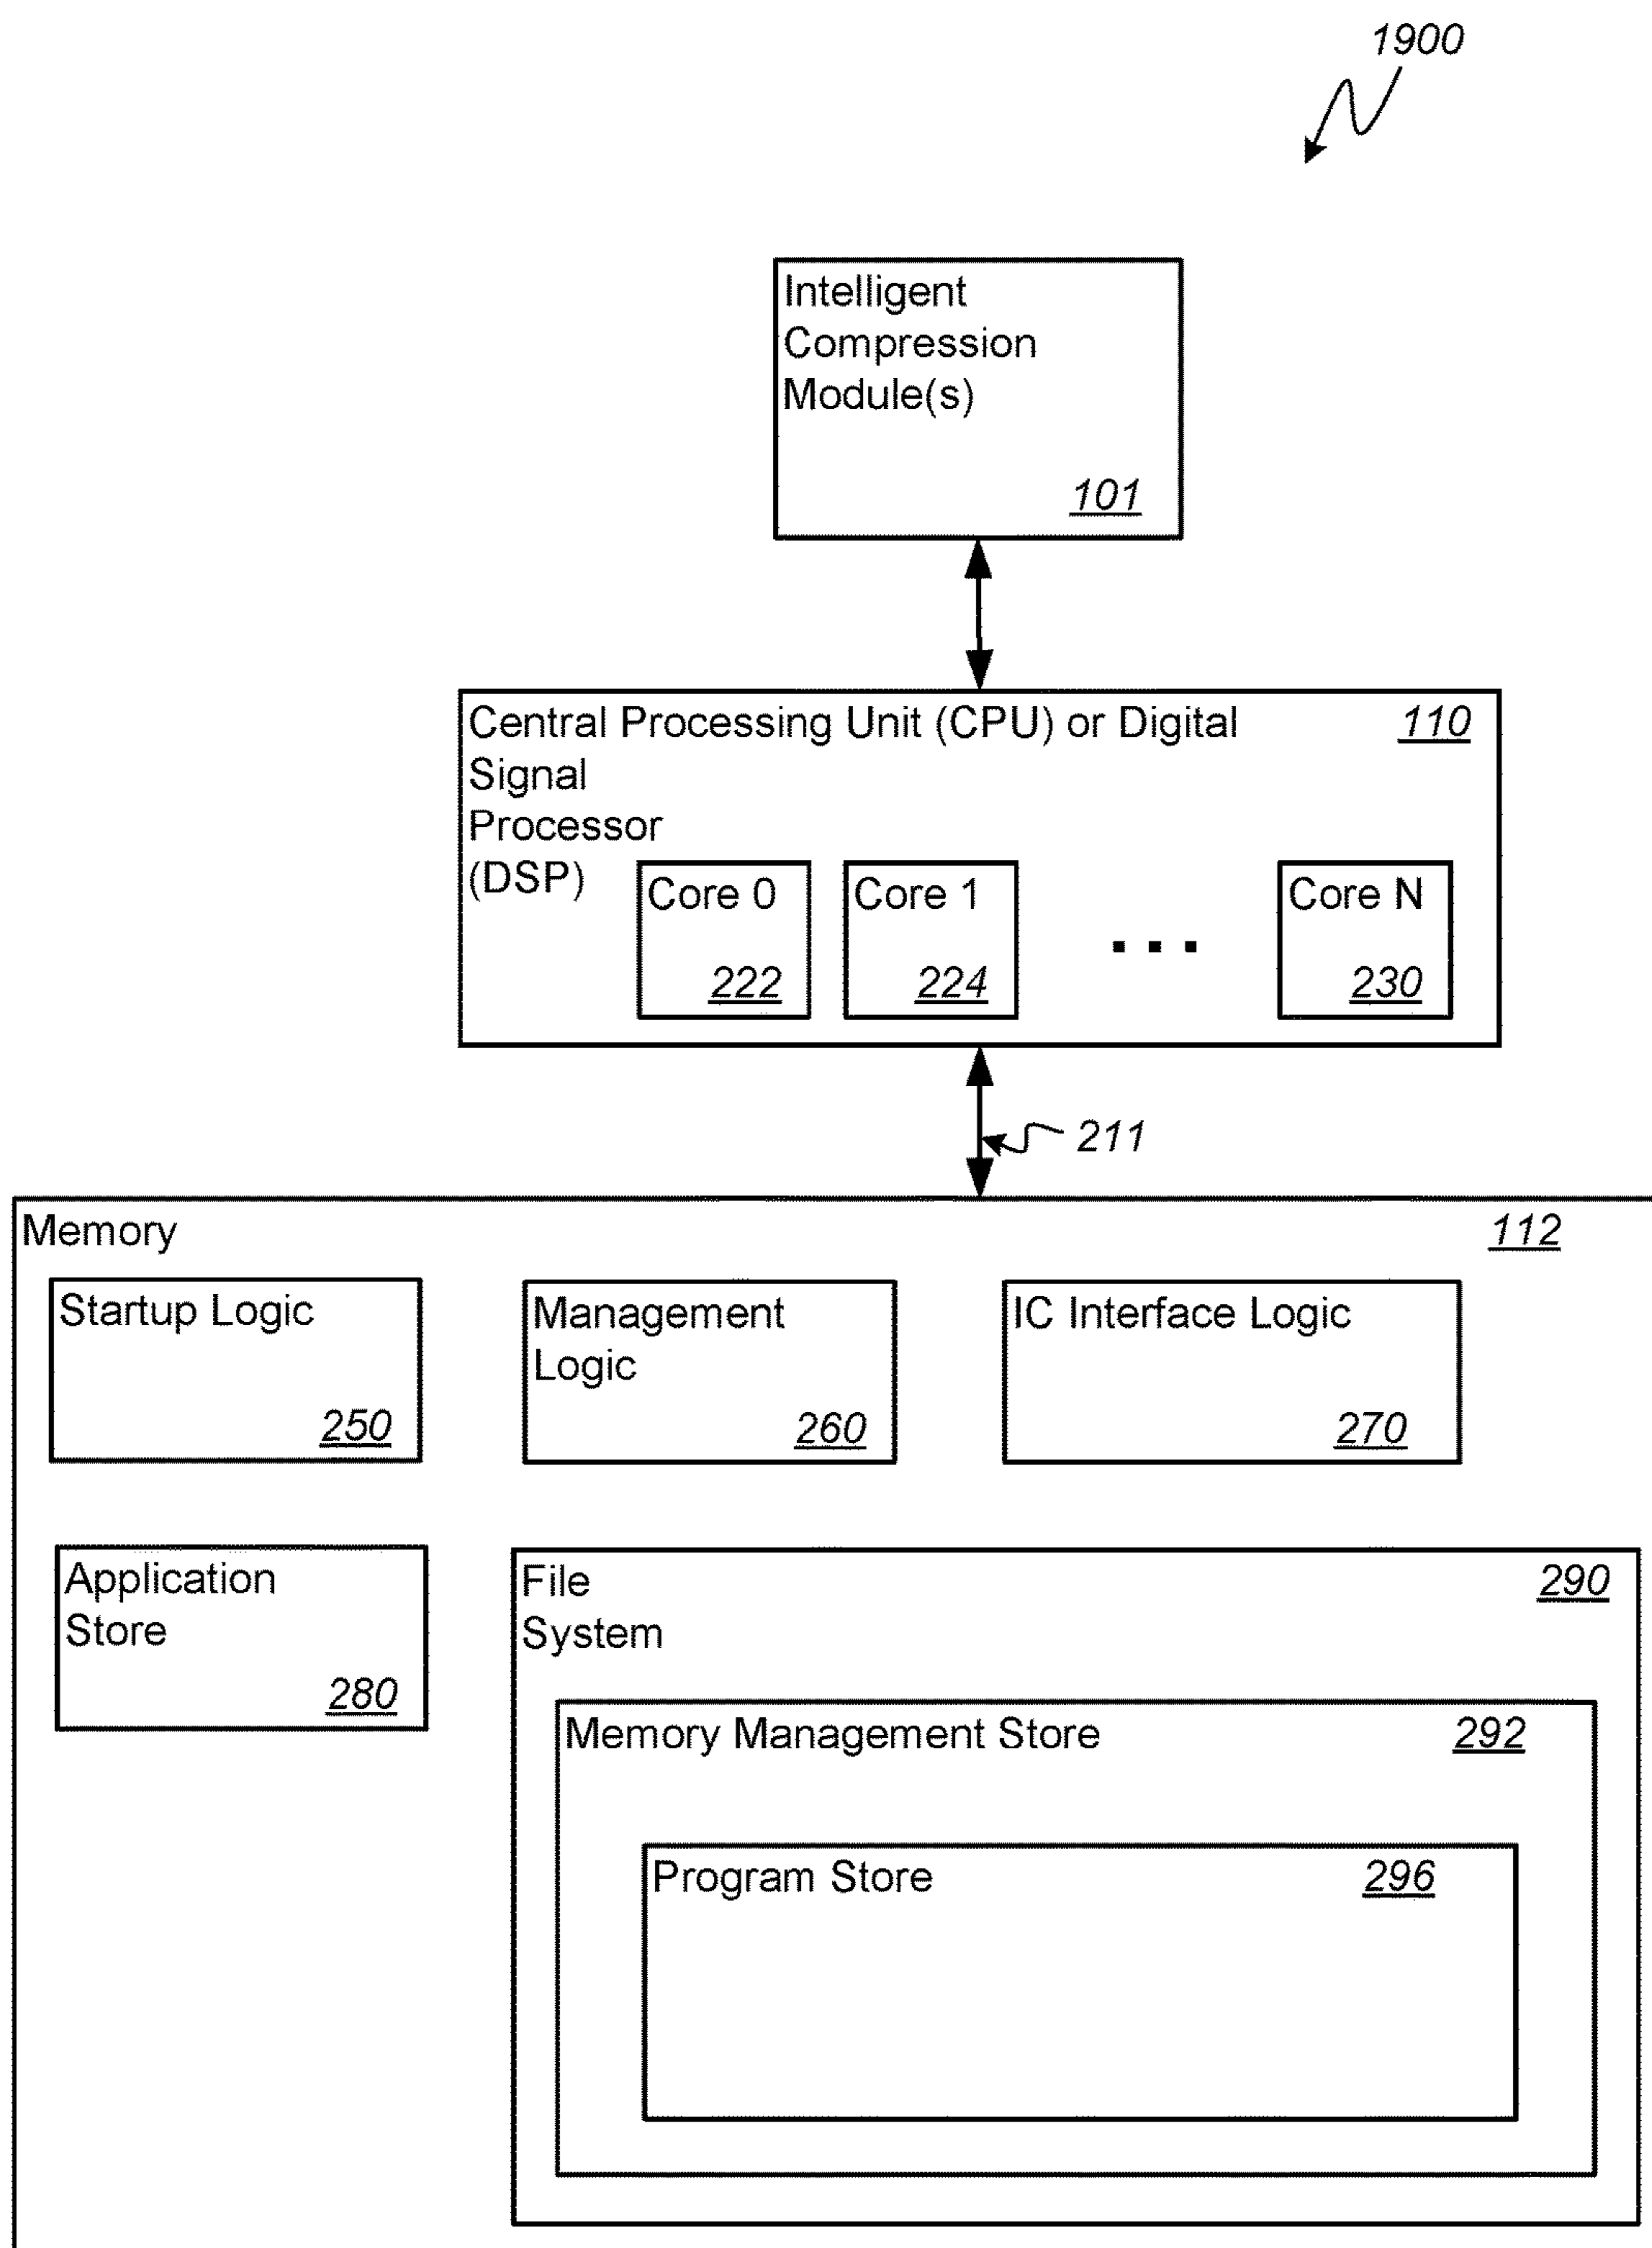 1900
Intelligent
Compression
Module(s)
101
Central Processing Unit (CPU) or Digital 110
Signal
Processor
(DSP)
Core 0 Core 1 Core N
. . .
222 224 230
211
Memory 112
Startup Logic
250
Management
Logic
260
IC Interface Logic
270
Application
Store
280
File 290
System
Memory Management Store 292
Program Store 296